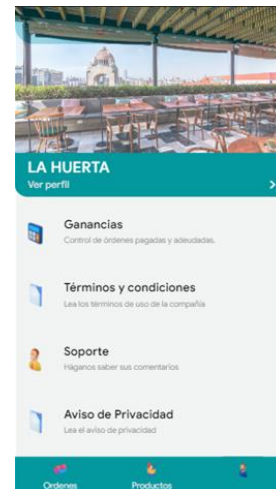 LA HUERTA
Ver perfil
Ganancias
Control de órdenes pagadas y adeudadas.
Términos y condiciones
Lea los términos de uso de la compañía
Soporte
Háganos saber sus comentarios
Aviso de Privacidad
Lea el aviso de privacidad
Ordenes
Productos